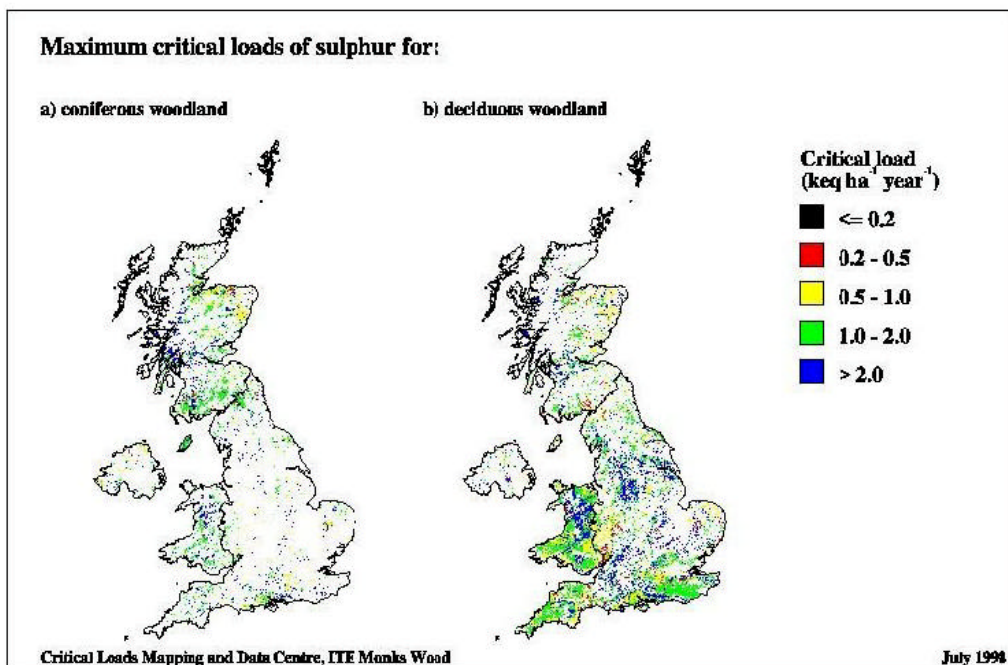 Maximum critical loads of sulphur for:
a) coniferous woodland
b) deciduous woodland
Critical load
(keq ha⁻¹ year⁻¹)
<= 0.2
0.2 - 0.5
0.5 - 1.0
1.0 - 2.0
> 2.0
Critical Loads Mapping and Data Centre, ITE Monks Wood
July